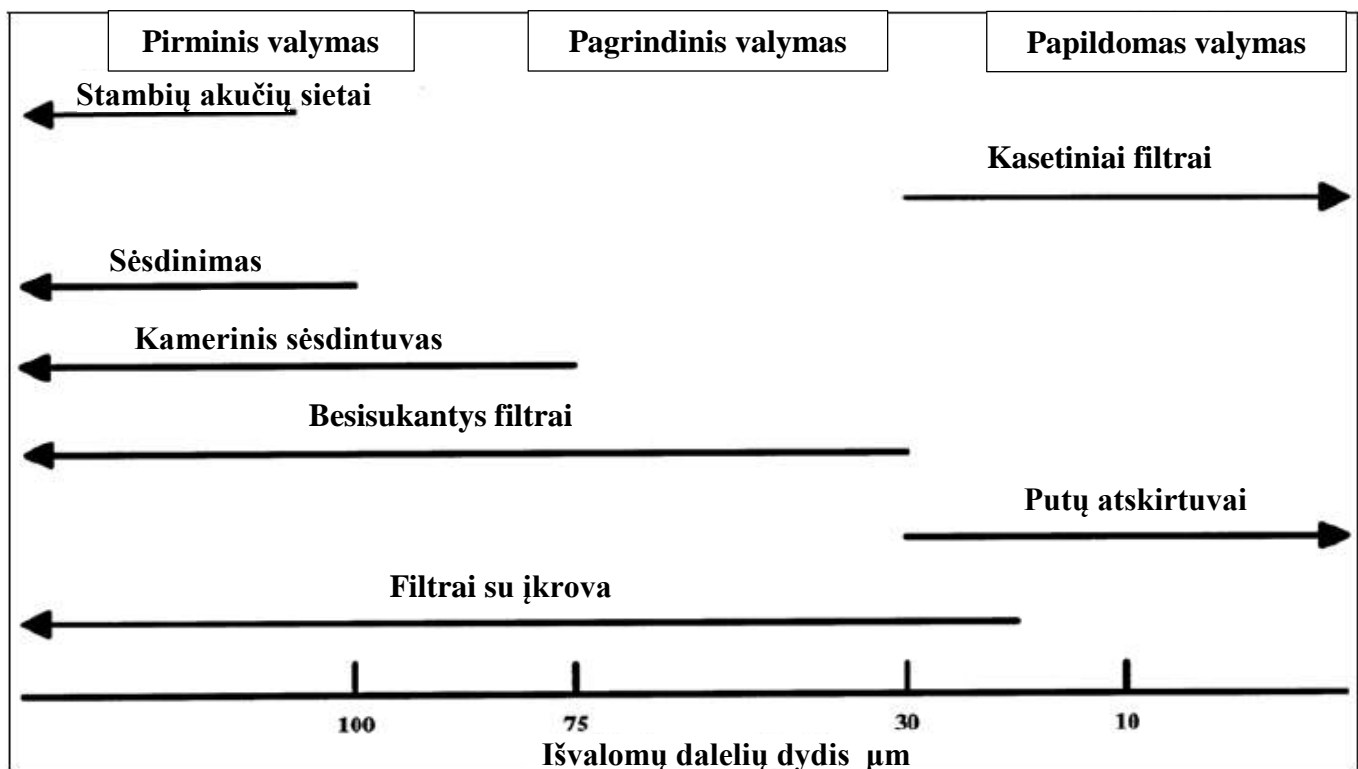 Pirminis valymas
Pagrindinis valymas
Papildomas valymas
Stambių akučių sietai
Kasetiniai filtrai
Sėsdinimas
Kamerinis sėsdintuvas
Besisukantys filtrai
Putų atskirtuvai
Filtrai su įkrova
100 75 30 10
Išvalomų dalelių dydis µm